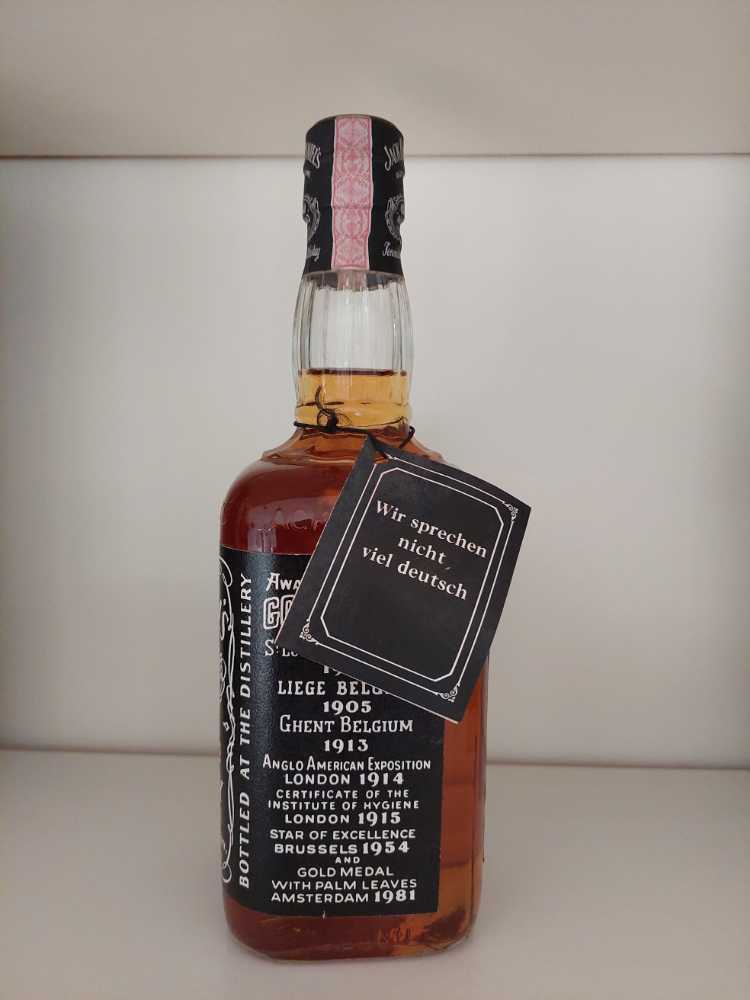 Wir sprechen
nicht
viel deutsch
BOTTLED AT THE DISTILLERY
LIEGE
1905
GHENT BELGIUM
1913
ANGLO AMERICAN EXPOSITION
LONDON 1914
CERTIFICATE OF THE
INSTITUTE OF HYGIENE
LONDON 1915
STAR OF EXCELLENCE
BRUSSELS 1954
AND
GOLD MEDAL
WITH PALM LEAVES
AMSTERDAM 1981